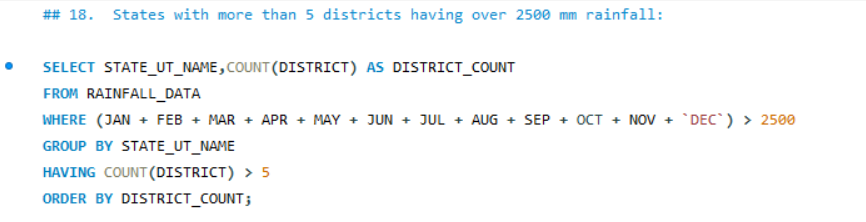 ## 18.  States with more than 5 districts having over 2500 mm rainfall:
SELECT STATE_UT_NAME,COUNT(DISTRICT) AS DISTRICT_COUNT
FROM RAINFALL_DATA
WHERE (JAN + FEB + MAR + APR + MAY + JUN + JUL + AUG + SEP + OCT + NOV + `DEC`) > 2500
GROUP BY STATE_UT_NAME
HAVING COUNT(DISTRICT) > 5
ORDER BY DISTRICT_COUNT;